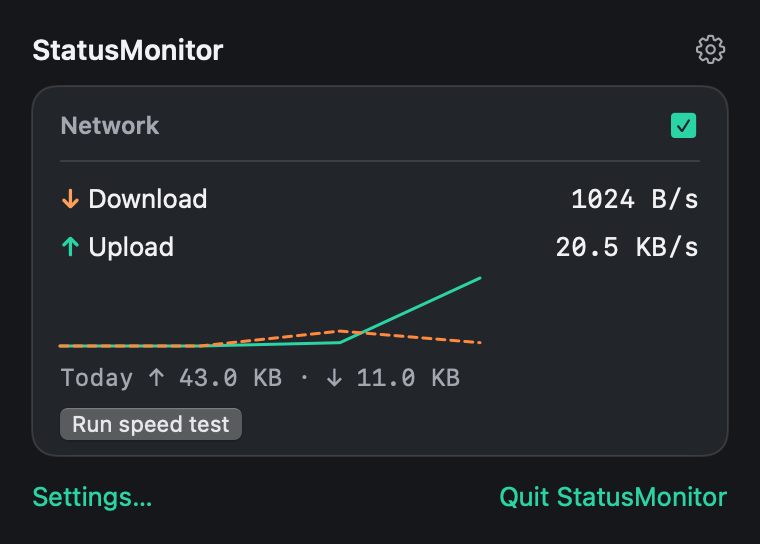 StatusMonitor
Network
↓ Download 1024 B/s
↑ Upload 20.5 KB/s
Today ↑ 43.0 KB · ↓ 11.0 KB
Run speed test
Settings... Quit StatusMonitor